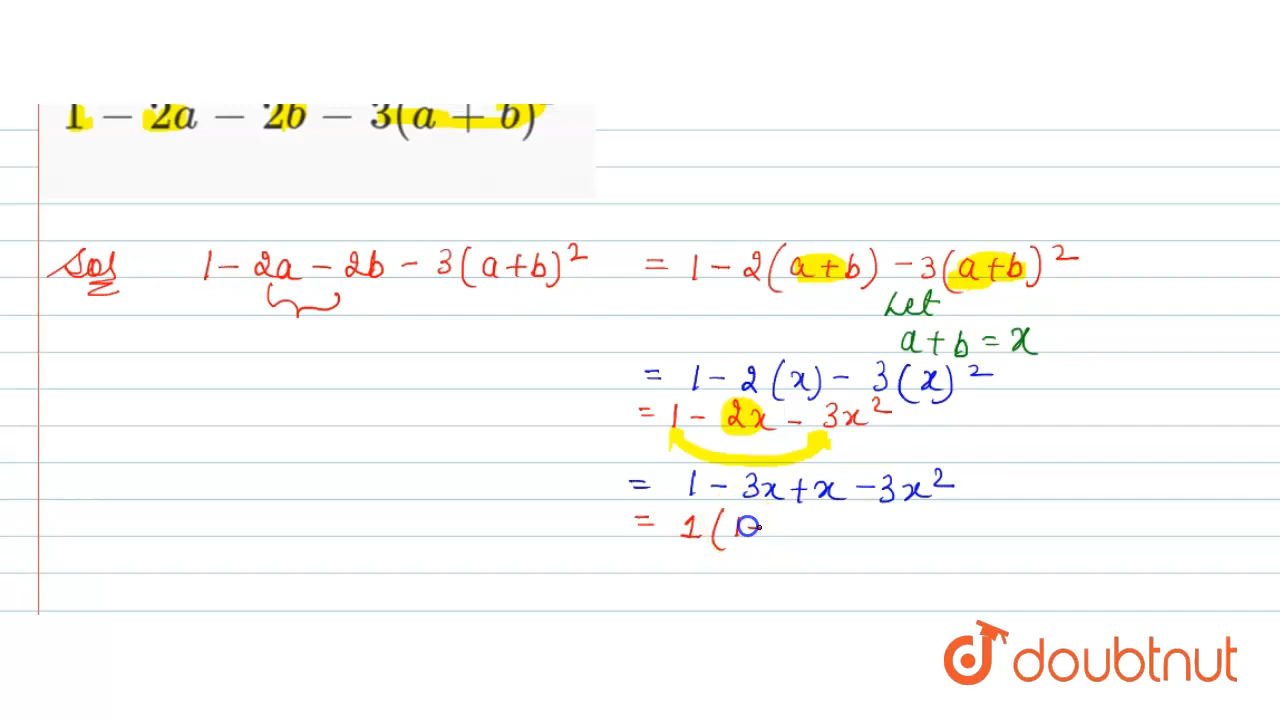 1 − 2a − 2b − 3(a + b)
Sol 1 − 2a − 2b − 3(a+b)² = 1 − 2(a+b) − 3(a+b)²
Let
a + b = x
= 1 − 2(x) − 3(x)²
= 1 − 2x − 3x²
= 1 − 3x + x − 3x²
= 1(1
doubtnut